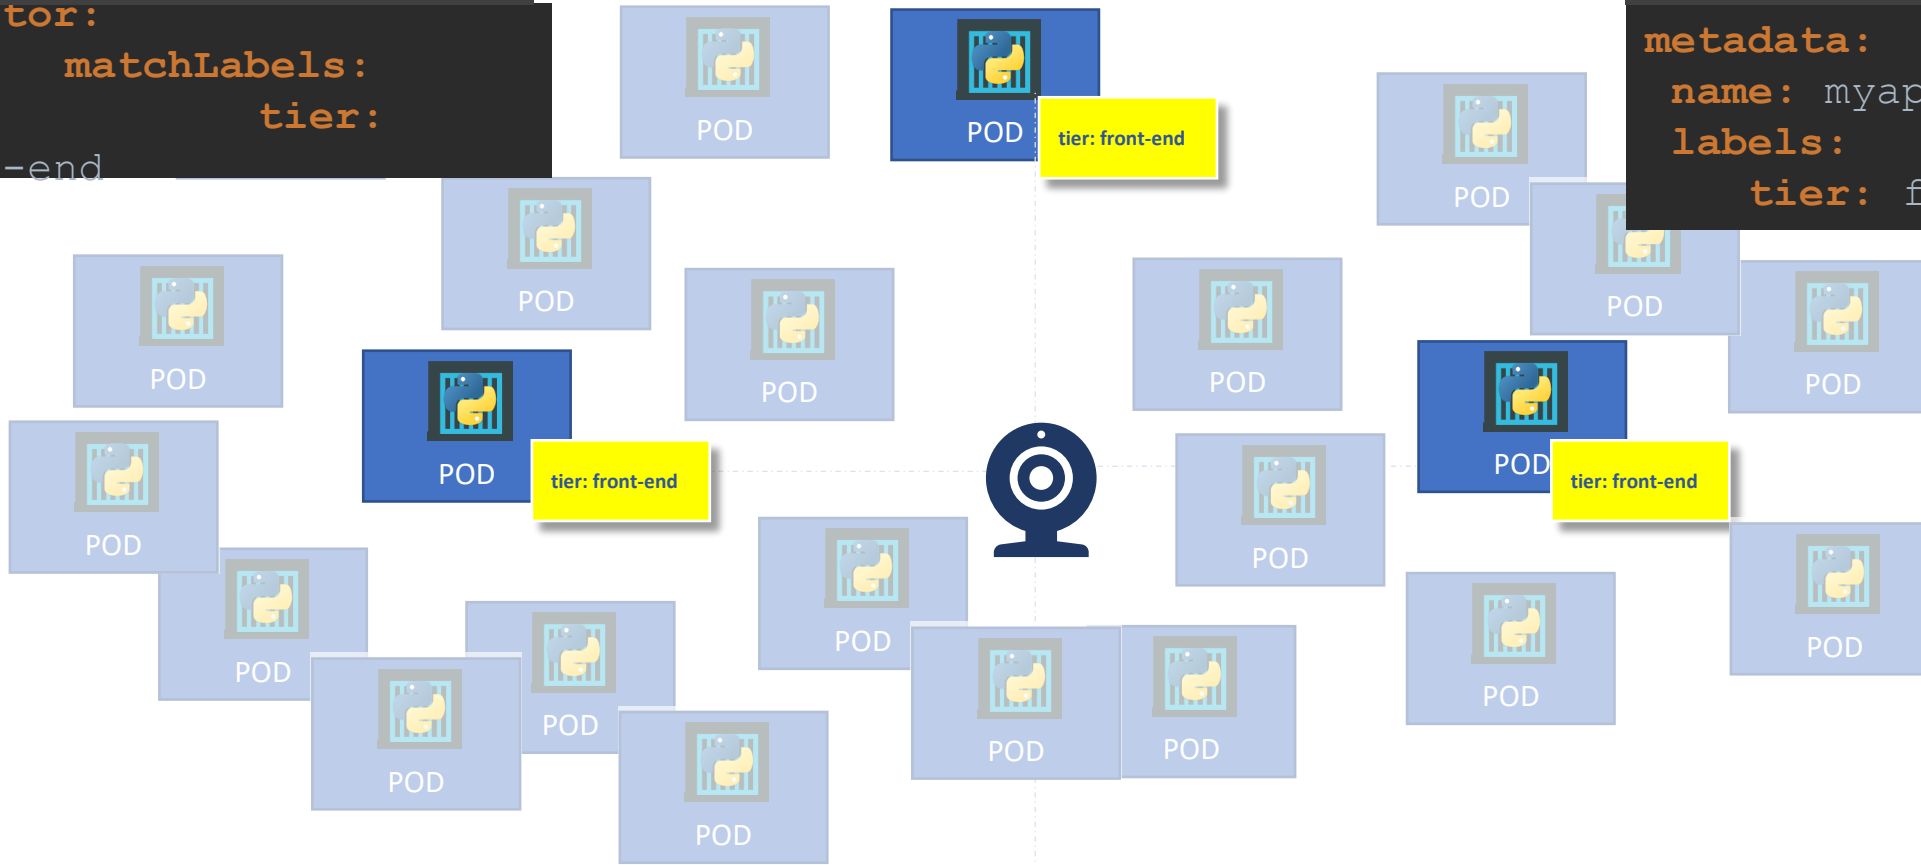 tor:
matchLabels:
tier:
-end
metadata:
name: myap
labels:
tier: f
POD
POD
tier: front-end
POD
POD
POD
POD
POD
POD
POD
POD
POD
tier: front-end
POD
tier: front-end
POD
POD
POD
POD
POD
POD
POD
POD
POD
POD
POD
POD